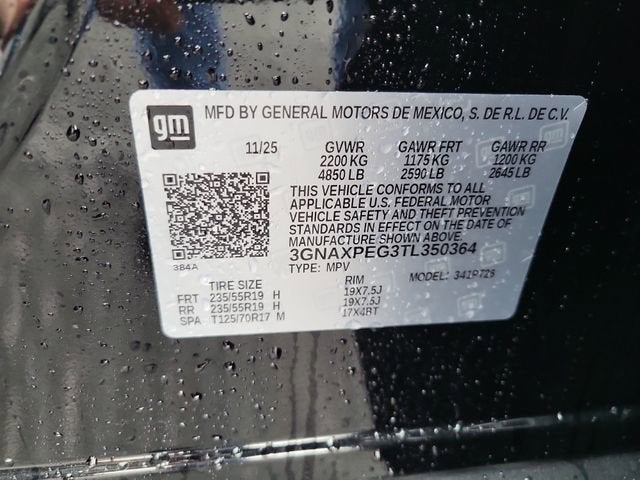 gm MFD BY GENERAL MOTORS DE MEXICO, S. DE R.L. DE C.V.
11/25 GVWR GAWR FRT GAWR RR
2200 KG 1175 KG 1200 KG
4850 LB 2590 LB 2645 LB
THIS VEHICLE CONFORMS TO ALL
APPLICABLE U.S. FEDERAL MOTOR
VEHICLE SAFETY AND THEFT PREVENTION
STANDARDS IN EFFECT ON THE DATE OF
MANUFACTURE SHOWN ABOVE.
3GNAXPEG3TL350364
384A
TYPE: MPV MODEL:
TIRE SIZE RIM
FRT 235/55R19 H 19X7.5J
RR 235/55R19 H 19X7.5J
SPA T125/70R17 M 17X4BT